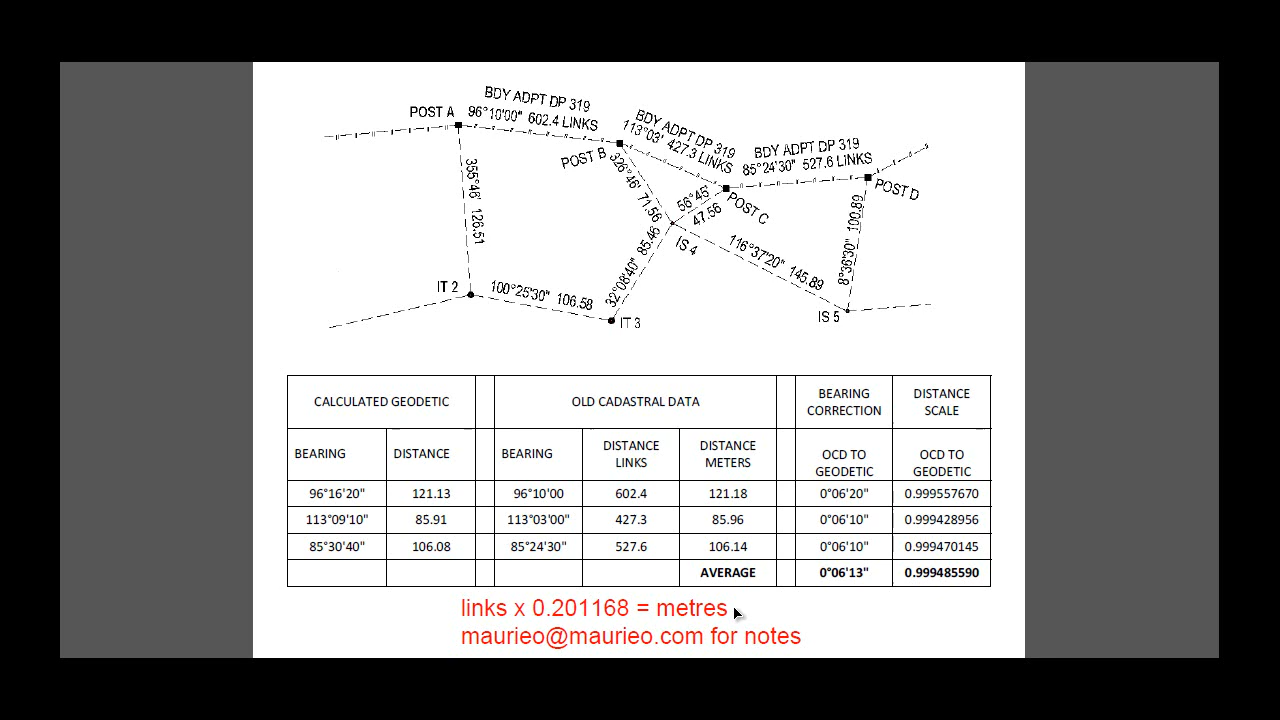 BDY ADPT DP 319
POST A 96°10'00" 602.4 LINKS
BDY ADPT DP 319
113°03' 427.3 LINKS
BDY ADPT DP 319
85°24'30" 527.6 LINKS
POST B
POST C
POST D
355°46' 126.51
326°46' 71.56
56°45'
47.56
IS 4
32°08'40" 85.46
116°37'20" 145.89
8°36'30" 100.89
IT 2
100°25'30" 106.58
IT 3
IS 5
CALCULATED GEODETIC OLD CADASTRAL DATA BEARING CORRECTION DISTANCE SCALE
BEARING DISTANCE BEARING DISTANCE LINKS DISTANCE METERS OCD TO GEODETIC OCD TO GEODETIC
96°16'20" 121.13 96°10'00 602.4 121.18 0°06'20" 0.999557670
113°09'10" 85.91 113°03'00" 427.3 85.96 0°06'10" 0.999428956
85°30'40" 106.08 85°24'30" 527.6 106.14 0°06'10" 0.999470145
AVERAGE 0°06'13" 0.999485590
links x 0.201168 = metres
maurieo@maurieo.com for notes